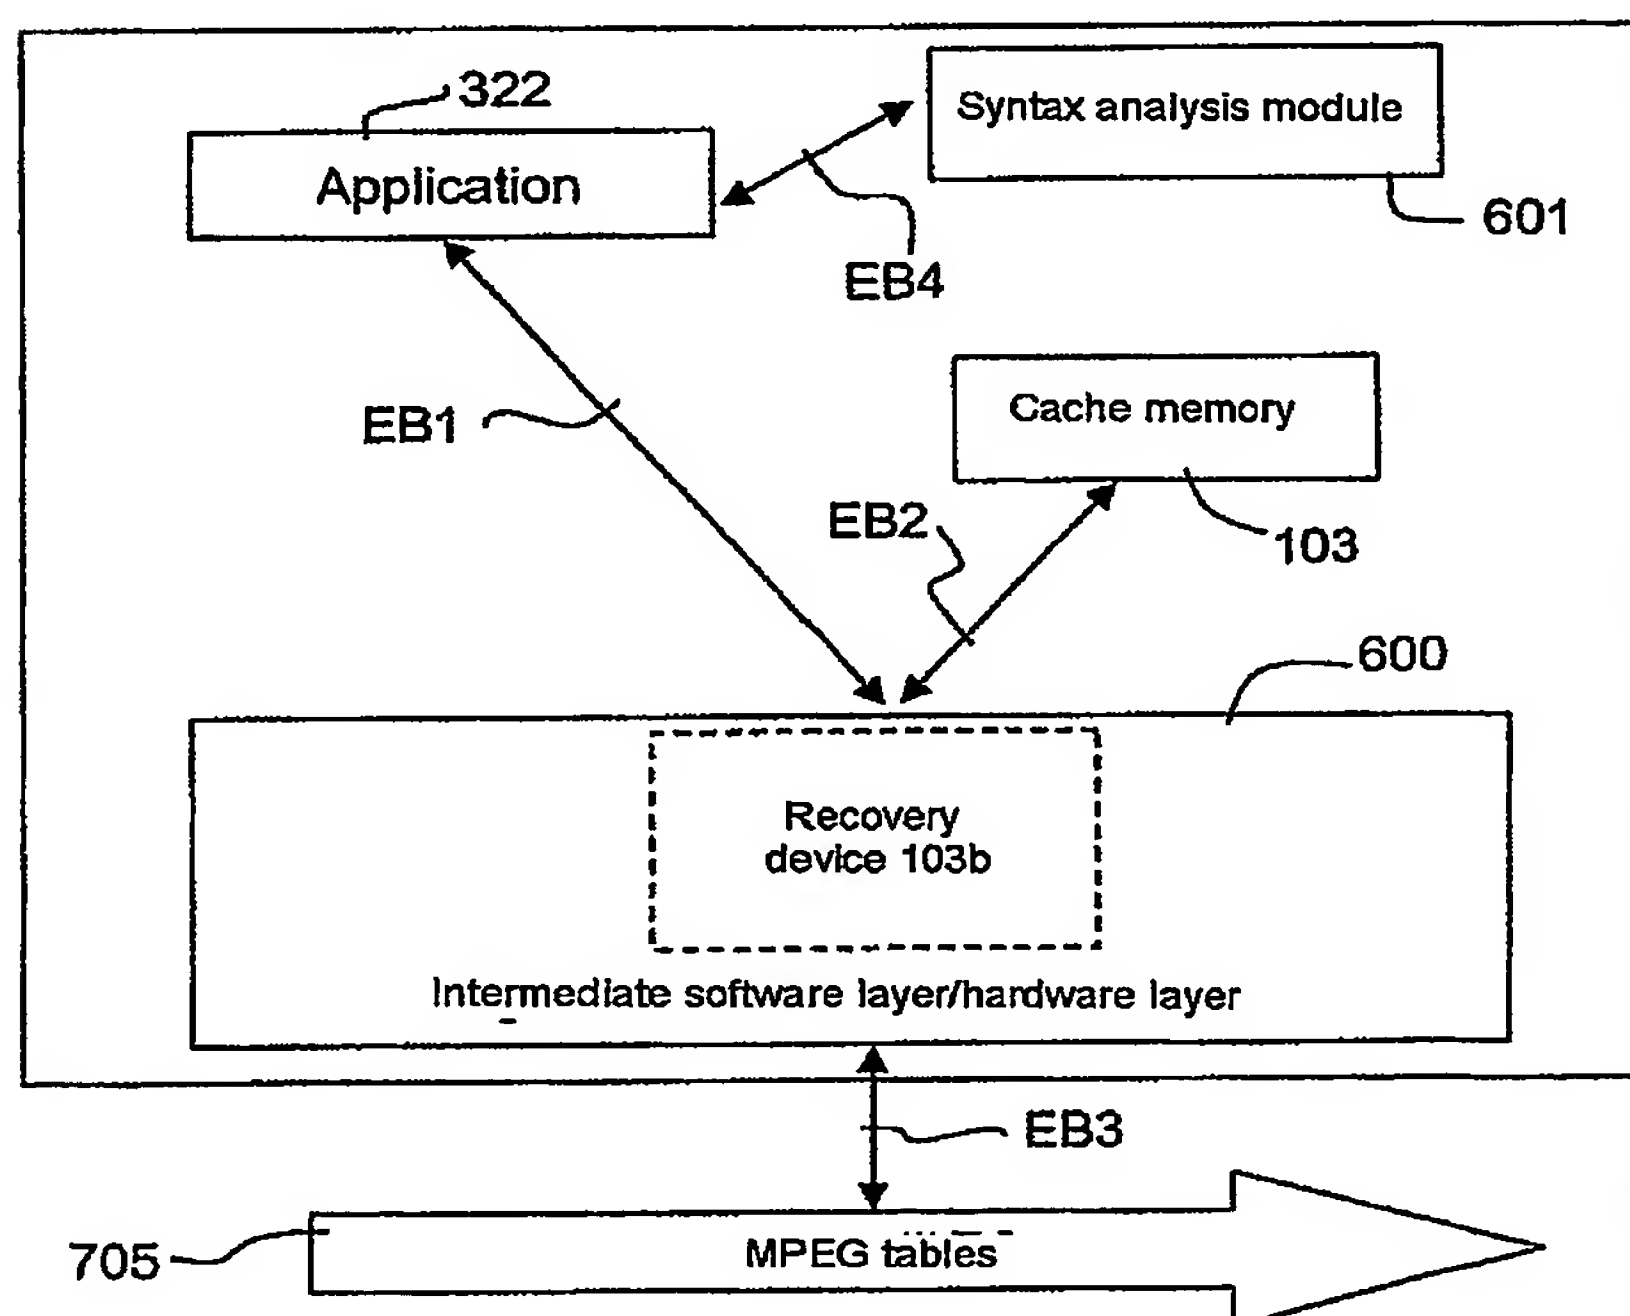 322
Syntax analysis module
Application
601
EB4
Cache memory
EB1
EB2
103
600
Recovery
device 103b
Intermediate software layer/hardware layer
EB3
705
MPEG tables